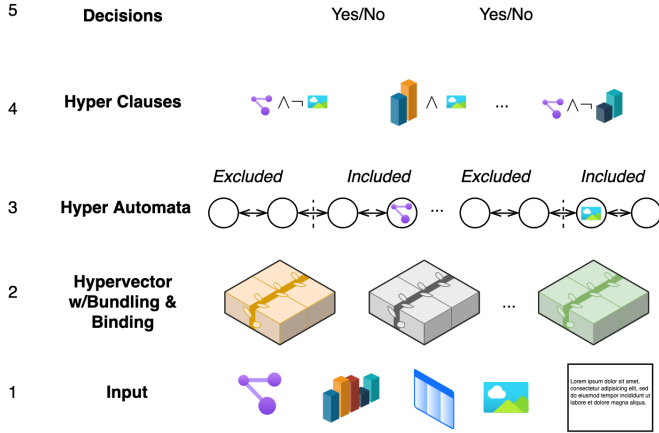 5 Decisions Yes/No Yes/No
4 Hyper Clauses ∧¬ ∧ ... ∧¬
Excluded Included Excluded Included
3 Hyper Automata ...
2 Hypervector
w/Bundling &
Binding ...
1 Input
Lorem ipsum dolor sit amet,
consectetur adipisicing elit, sed
do eiusmod tempor incididunt ut
labore et dolore magna aliqua.